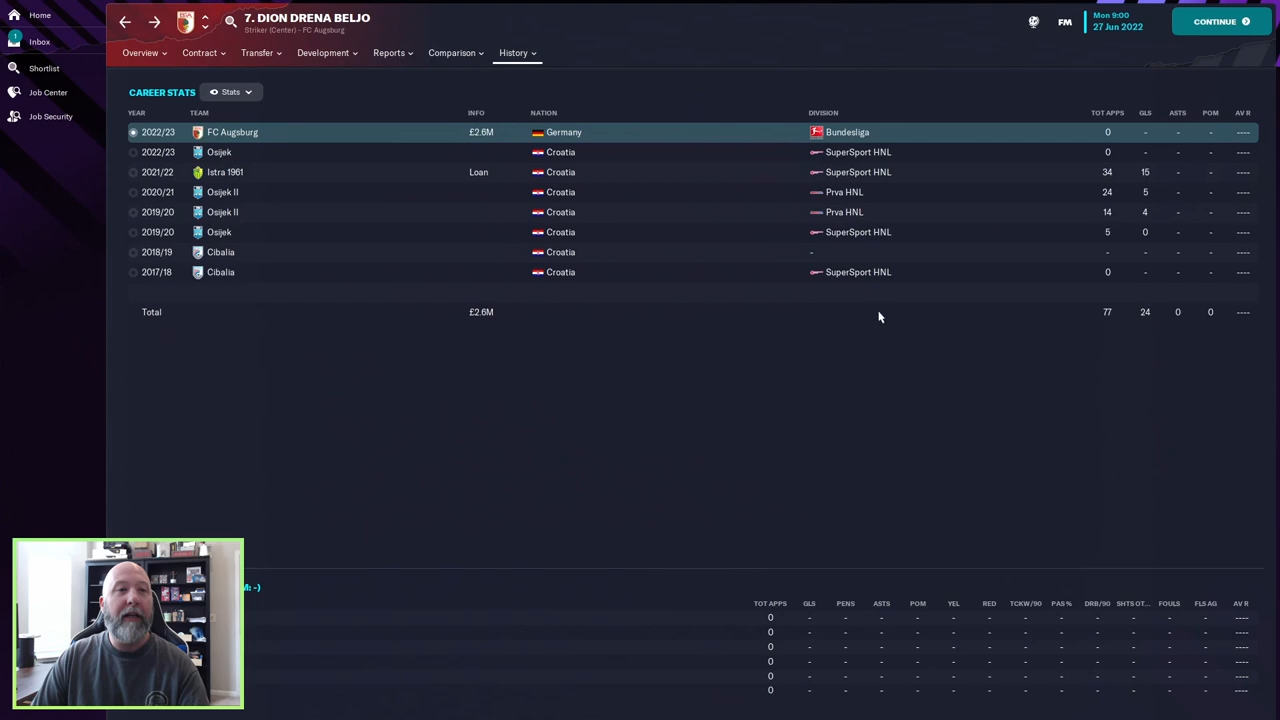 Home
7. DION DRENA BELJO
Striker (Center) - FC Augsburg
FM
Mon 9:00
27 Jun 2022
CONTINUE
1
Inbox
Shortlist
Job Center
Job Security
Overview Contract Transfer Development Reports Comparison History
CAREER STATS Stats
YEAR TEAM INFO NATION DIVISION TOT APPS GLS ASTS POM AV R
2022/23 FC Augsburg £2.6M Germany Bundesliga 0 - - - ----
2022/23 Osijek Croatia SuperSport HNL 0 - - - ----
2021/22 Istra 1961 Loan Croatia SuperSport HNL 34 15 - - ----
2020/21 Osijek II Croatia Prva HNL 24 5 - - ----
2019/20 Osijek II Croatia Prva HNL 14 4 - - ----
2019/20 Osijek Croatia SuperSport HNL 5 0 - - ----
2018/19 Cibalia Croatia - - - - - ----
2017/18 Cibalia Croatia SuperSport HNL 0 - - - ----
Total £2.6M 77 24 0 0 ----
M: -)
TOT APPS GLS PENS ASTS POM YEL RED TCKW/90 PAS % DRB/90 SHTS OT... FOULS FLS AG AV R
0 - - - - - - - - - - - - ----
0 - - - - - - - - - - - - ----
0 - - - - - - - - - - - - ----
0 - - - - - - - - - - - - ----
0 - - - - - - - - - - - - ----
0 - - - - - - - - - - - - ----